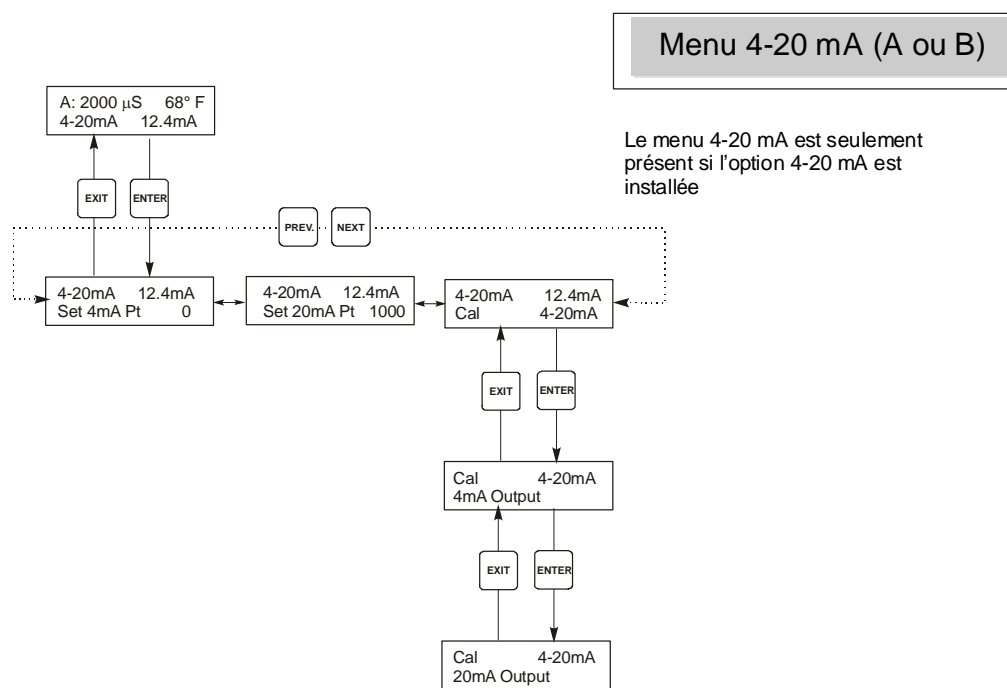 Menu 4-20 mA (A ou B)
A: 2000 µS 68° F
4-20mA 12.4mA
Le menu 4-20 mA est seulement
présent si l'option 4-20 mA est
installée
EXIT ENTER
PREV. NEXT
4-20mA 12.4mA
Set 4mA Pt 0
4-20mA 12.4mA
Set 20mA Pt 1000
4-20mA 12.4mA
Cal 4-20mA
EXIT ENTER
Cal 4-20mA
4mA Output
EXIT ENTER
Cal 4-20mA
20mA Output